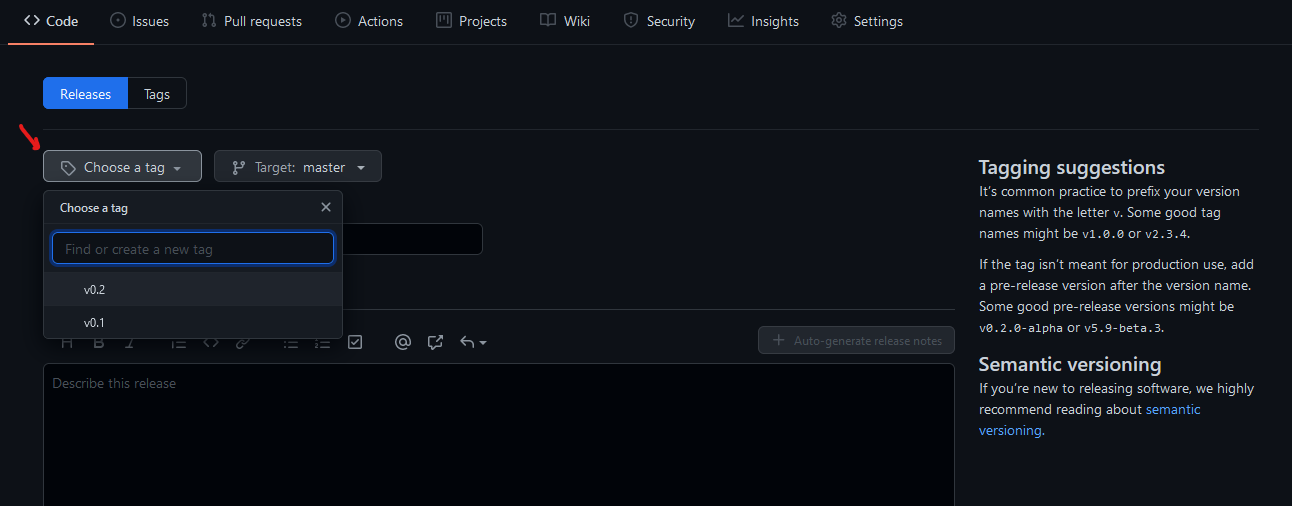 Code Issues Pull requests Actions Projects Wiki Security Insights Settings
Releases Tags
Choose a tag Target: master
Choose a tag
Find or create a new tag
v0.2
v0.1
Auto-generate release notes
Describe this release
Tagging suggestions
It's common practice to prefix your version
names with the letter v. Some good tag
names might be v1.0.0 or v2.3.4.
If the tag isn't meant for production use, add
a pre-release version after the version name.
Some good pre-release versions might be
v0.2.0-alpha or v5.9-beta.3.
Semantic versioning
If you're new to releasing software, we highly
recommend reading about semantic
versioning.